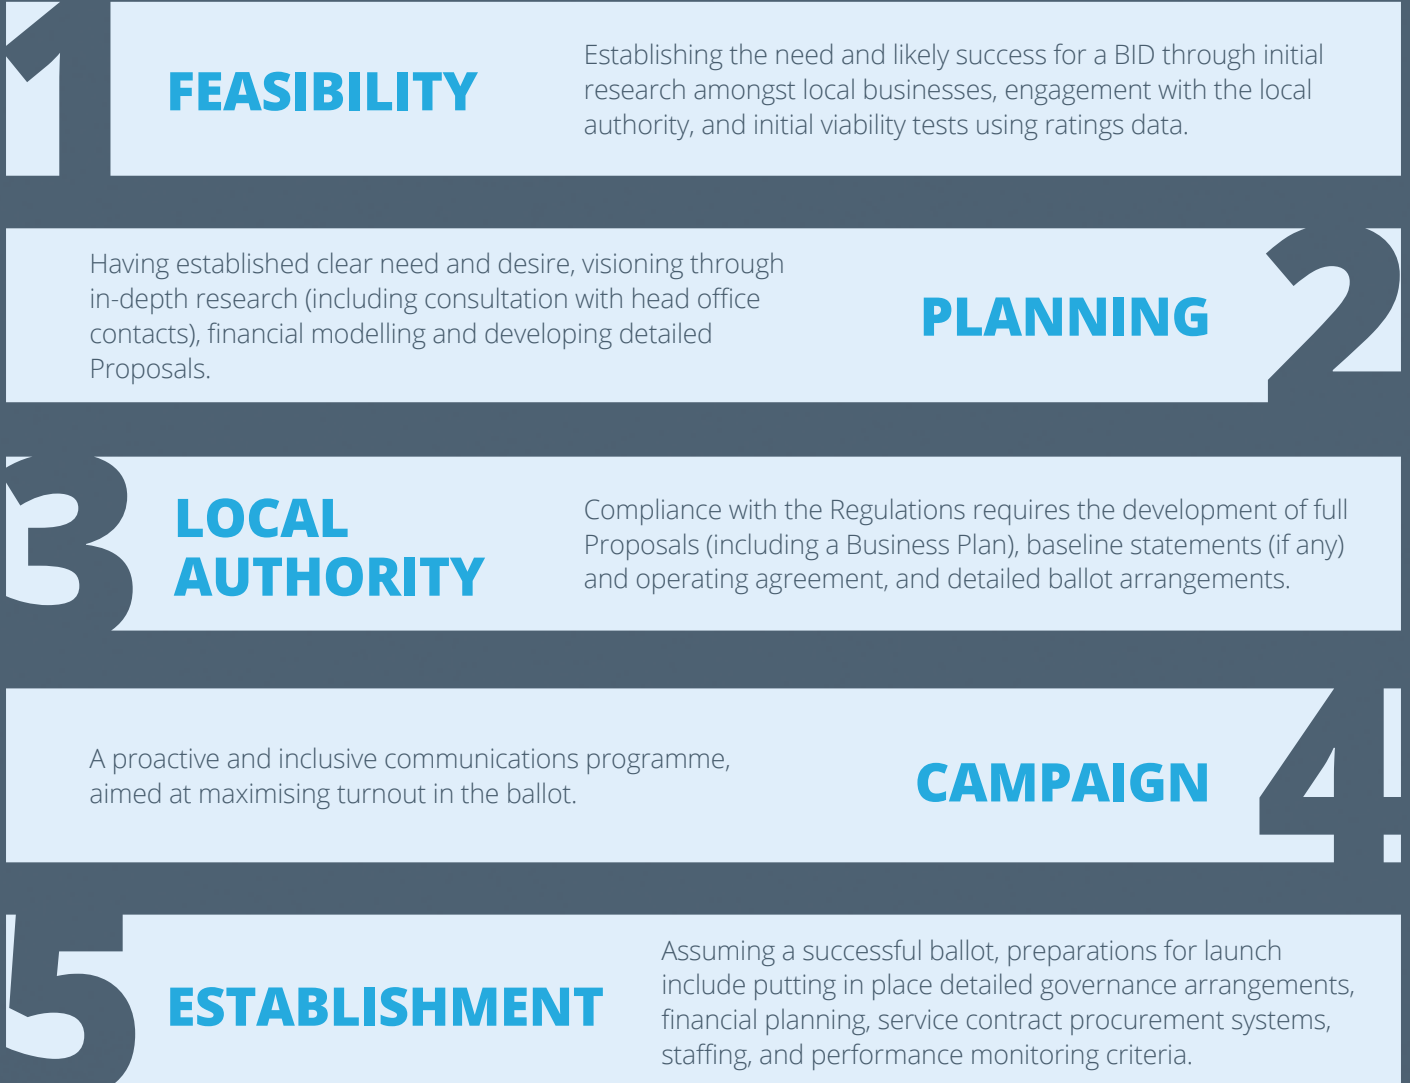 1
FEASIBILITY
Establishing the need and likely success for a BID through initial
research amongst local businesses, engagement with the local
authority, and initial viability tests using ratings data.
Having established clear need and desire, visioning through
in-depth research (including consultation with head office
contacts), financial modelling and developing detailed
Proposals.
PLANNING
2
3
LOCAL
AUTHORITY
Compliance with the Regulations requires the development of full
Proposals (including a Business Plan), baseline statements (if any)
and operating agreement, and detailed ballot arrangements.
A proactive and inclusive communications programme,
aimed at maximising turnout in the ballot.
CAMPAIGN
4
5
ESTABLISHMENT
Assuming a successful ballot, preparations for launch
include putting in place detailed governance arrangements,
financial planning, service contract procurement systems,
staffing, and performance monitoring criteria.